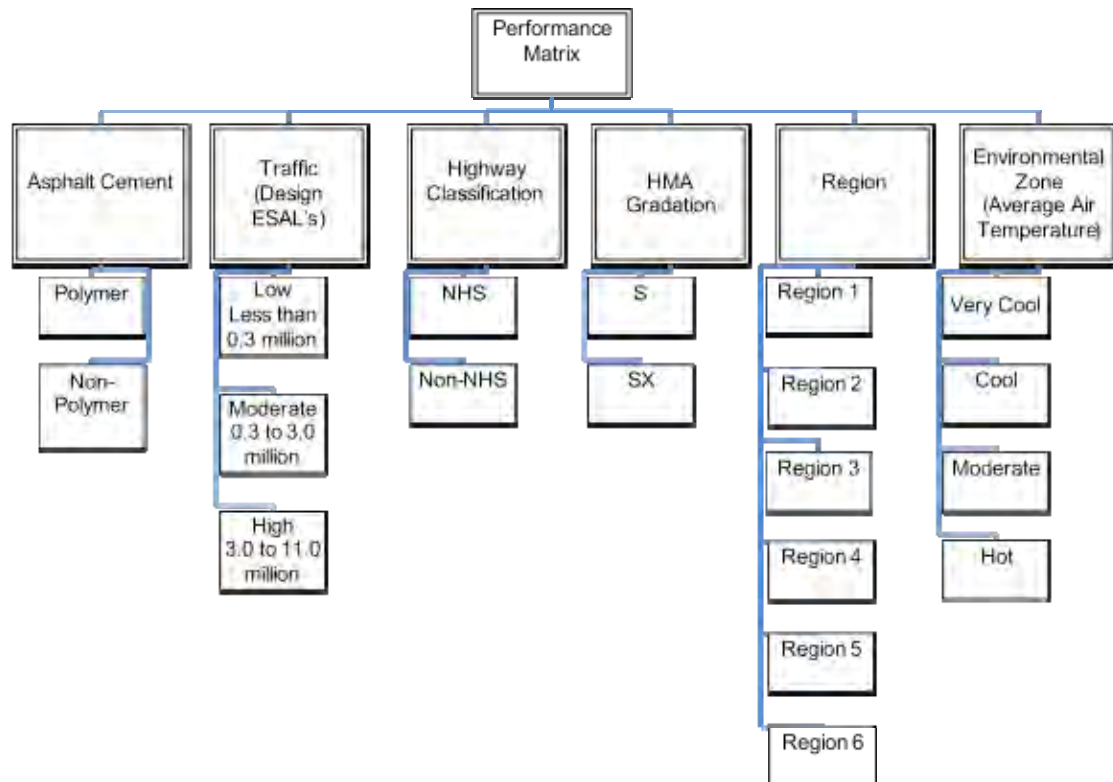 Performance
Matrix
Asphalt Cement
Traffic
(Design
ESAL's)
Highway
Classification
HMA
Gradation
Region
Environmental
Zone
(Average Air
Temperature)
Polymer
Non-
Polymer
Low
Less than
0.3 million
Moderate
0.3 to 3.0
million
High
3.0 to 11.0
million
NHS
Non-NHS
S
SX
Region 1
Region 2
Region 3
Region 4
Region 5
Region 6
Very Cool
Cool
Moderate
Hot